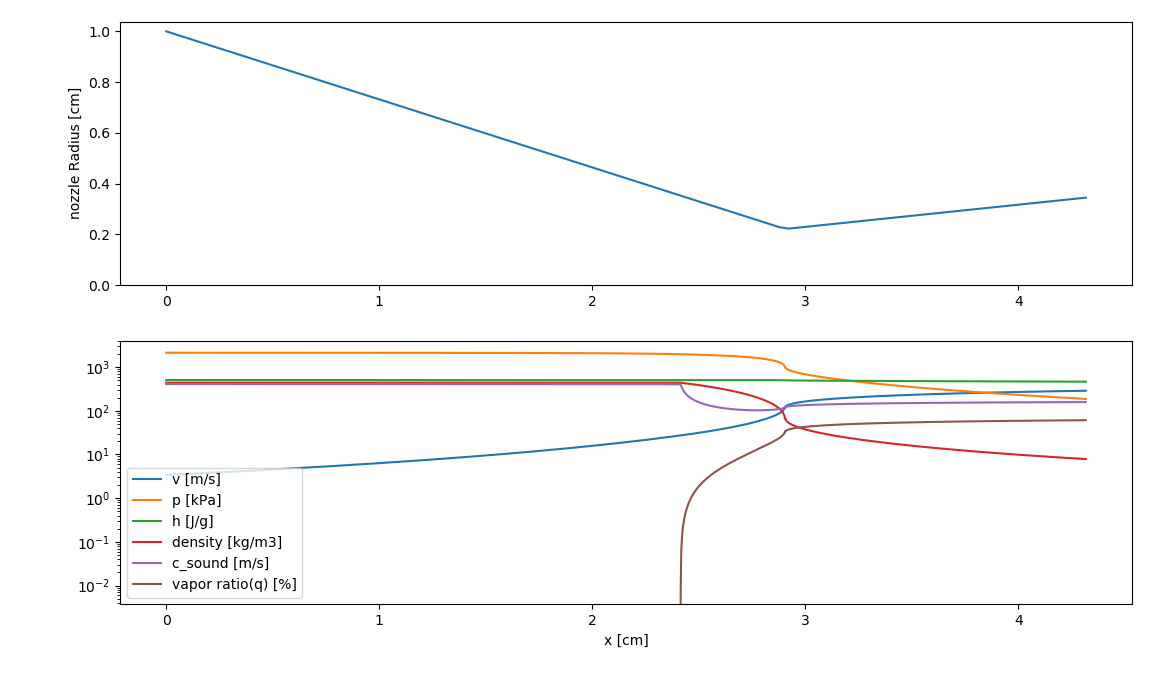 nozzle Radius [cm]
1.0
0.8
0.6
0.4
0.2
0.0
0 1 2 3 4
10³
10²
10¹
10⁰
10⁻¹
10⁻²
v [m/s]
p [kPa]
h [J/g]
density [kg/m3]
c_sound [m/s]
vapor ratio(q) [%]
0 1 2 3 4
x [cm]